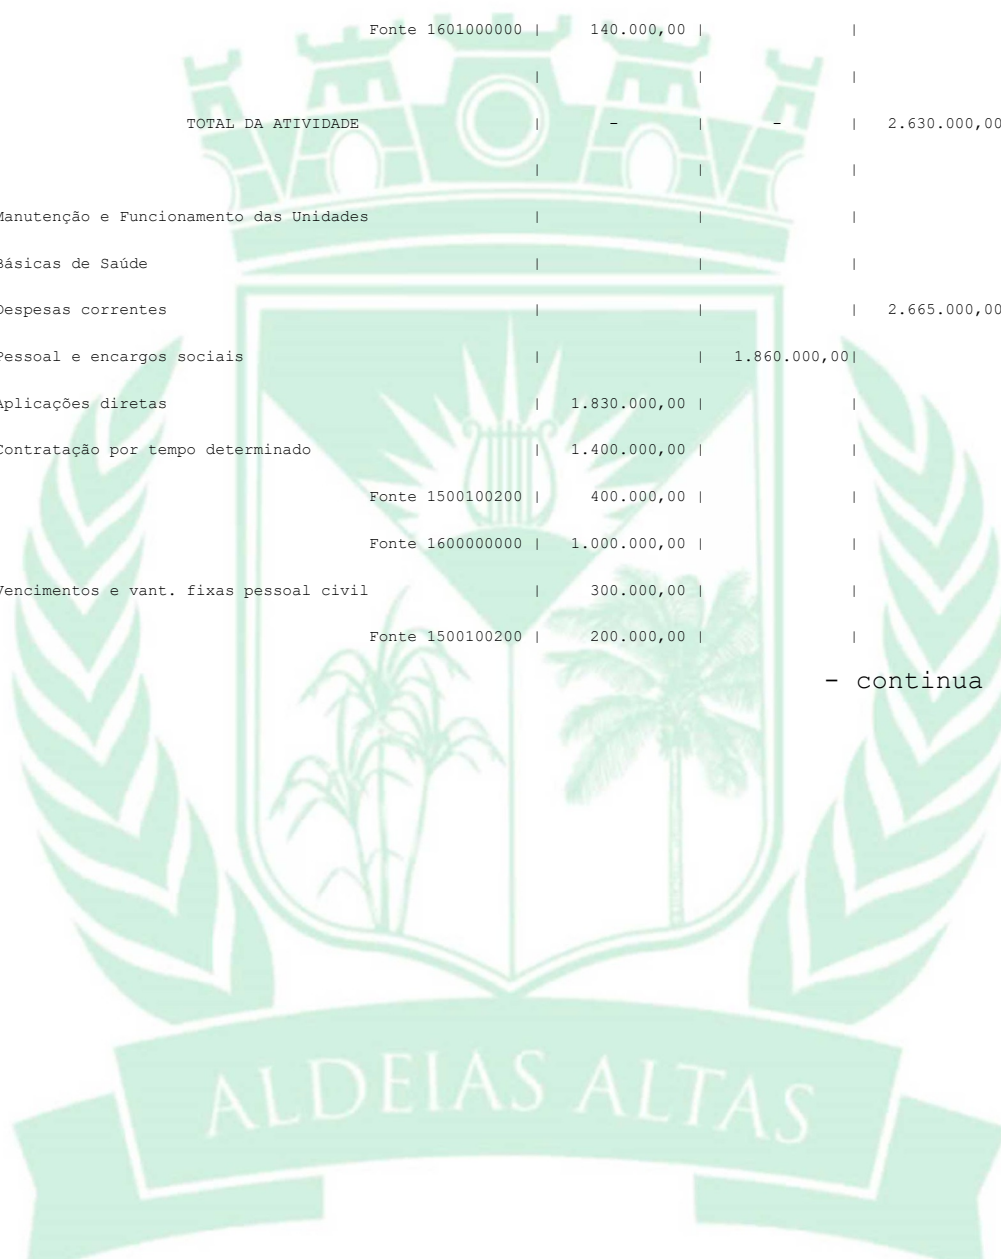 Fonte 1601000000 | 140.000,00 | |
| | |
TOTAL DA ATIVIDADE | - | - | 2.630.000,00
| | |
Manutenção e Funcionamento das Unidades | | |
Básicas de Saúde | | |
Despesas correntes | | | 2.665.000,00
Pessoal e encargos sociais | | 1.860.000,00|
Aplicações diretas | 1.830.000,00 | |
Contratação por tempo determinado | 1.400.000,00 | |
Fonte 1500100200 | 400.000,00 | |
Fonte 1600000000 | 1.000.000,00 | |
Vencimentos e vant. fixas pessoal civil | 300.000,00 | |
Fonte 1500100200 | 200.000,00 | |
- continua
ALDEIAS ALTAS